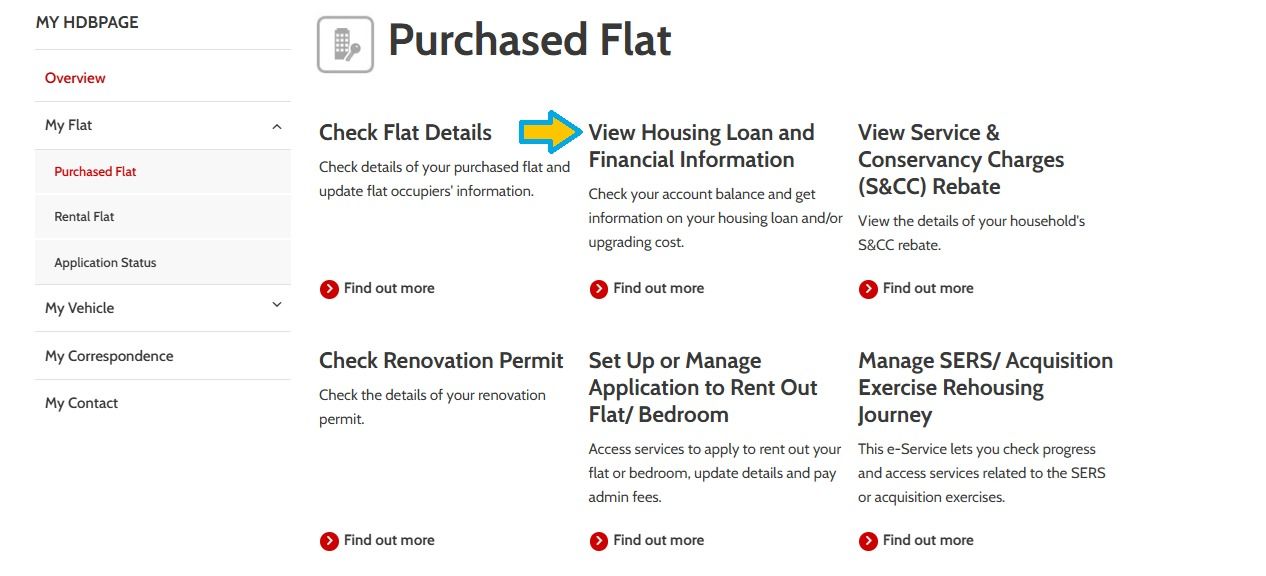 MY HDBPAGE
Overview
My Flat
Purchased Flat
Rental Flat
Application Status
My Vehicle
My Correspondence
My Contact
Purchased Flat
Check Flat Details
Check details of your purchased flat and
update flat occupiers' information.
Find out more
View Housing Loan and
Financial Information
Check your account balance and get
information on your housing loan and/or
upgrading cost.
Find out more
View Service &
Conservancy Charges
(S&CC) Rebate
View the details of your household's
S&CC rebate.
Find out more
Check Renovation Permit
Check the details of your renovation
permit.
Find out more
Set Up or Manage
Application to Rent Out
Flat/ Bedroom
Access services to apply to rent out your
flat or bedroom, update details and pay
admin fees.
Find out more
Manage SERS/ Acquisition
Exercise Rehousing
Journey
This e-Service lets you check progress
and access services related to the SERS
or acquisition exercises.
Find out more